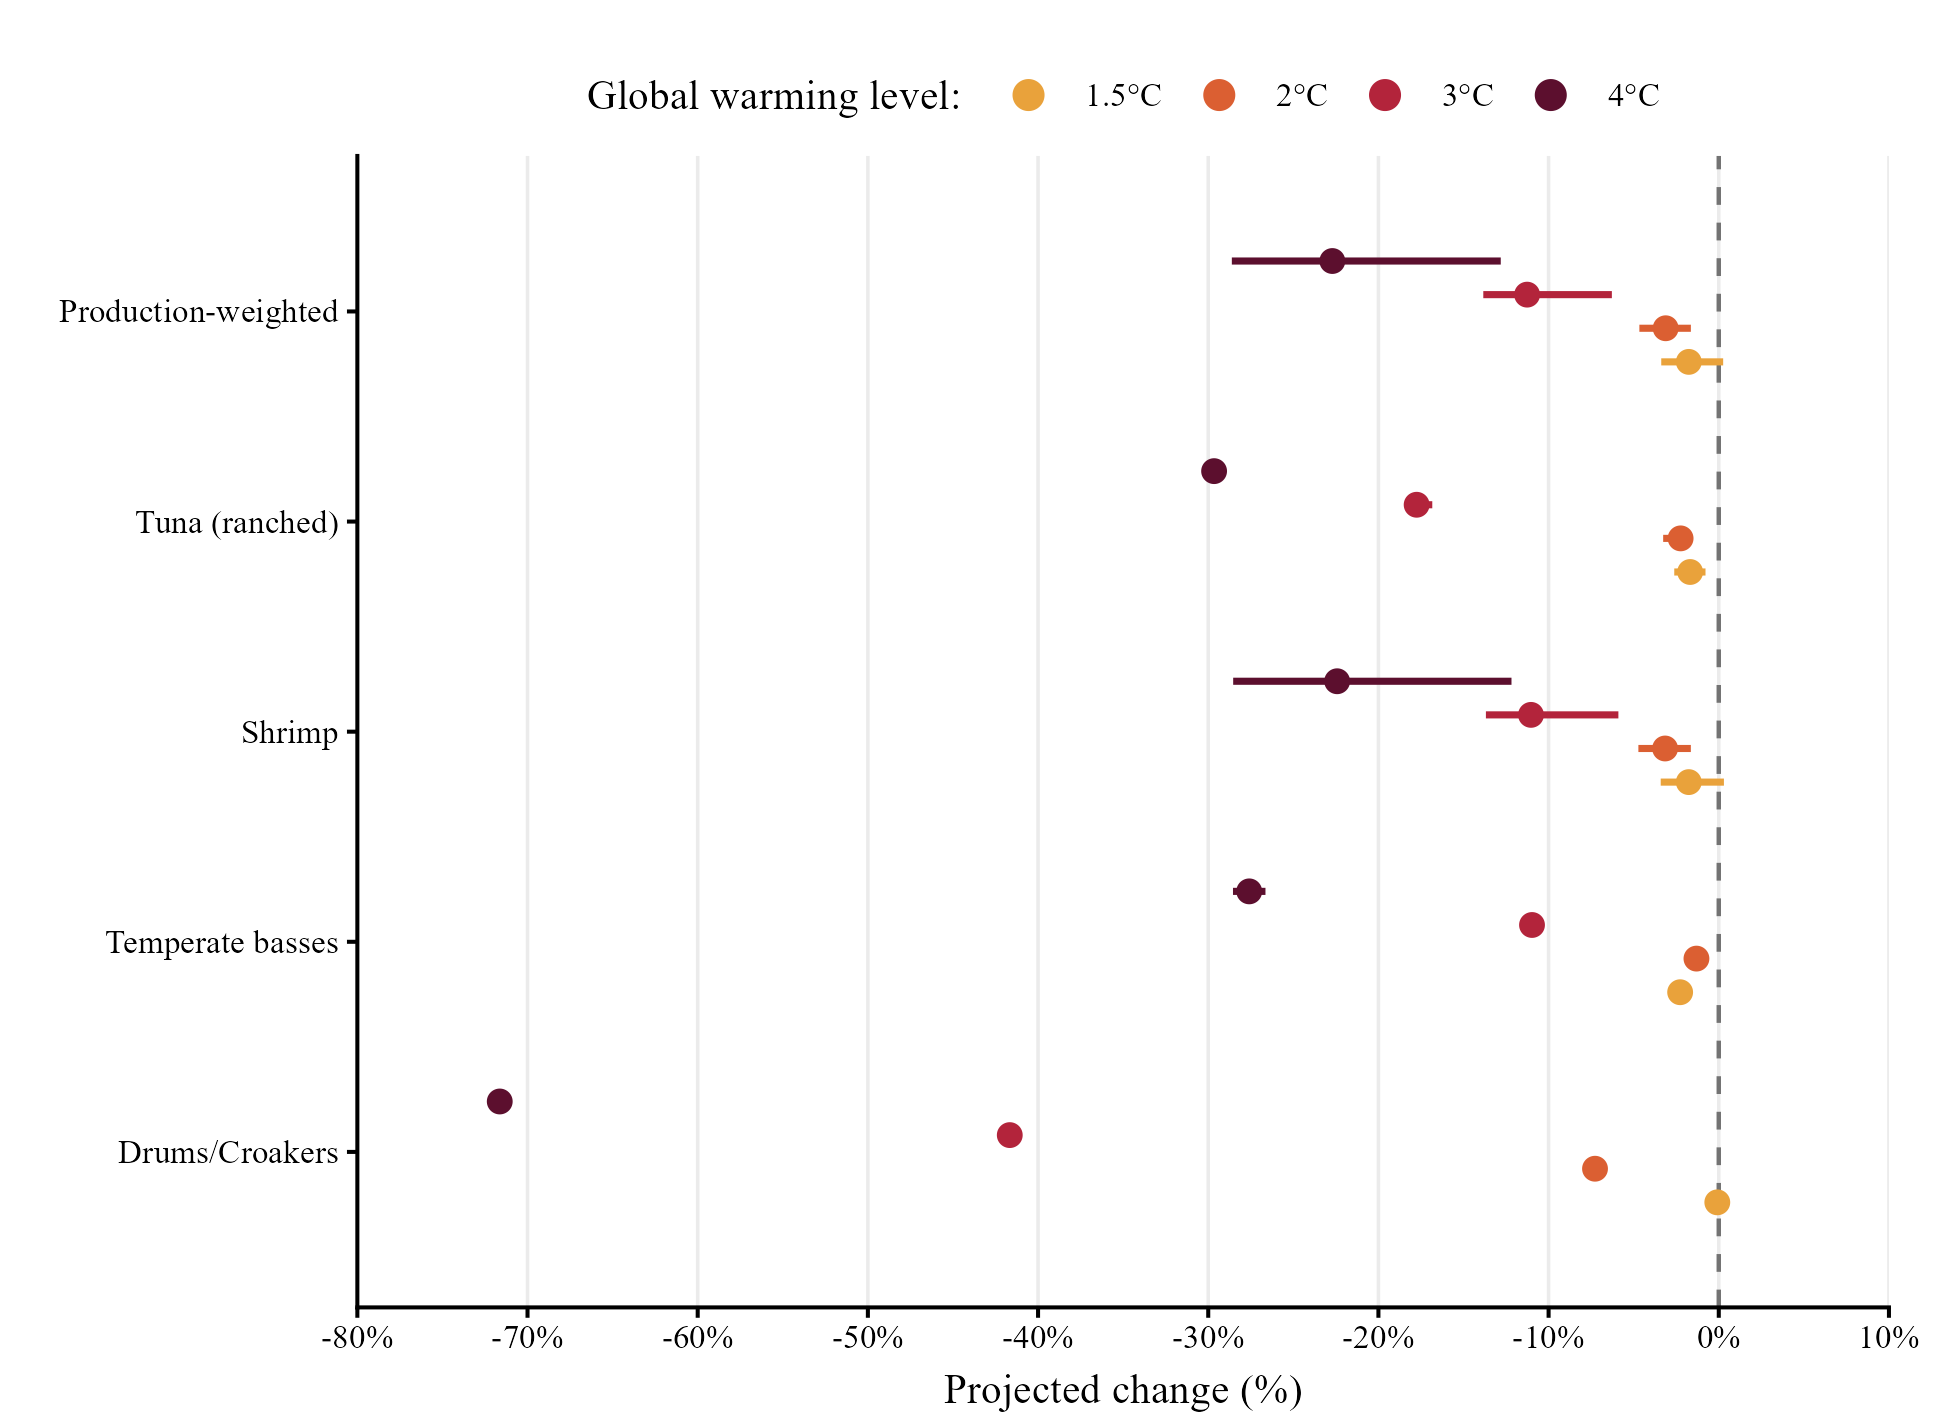 Global warming level: 1.5°C 2°C 3°C 4°C
Production-weighted
Tuna (ranched)
Shrimp
Temperate basses
Drums/Croakers
-80% -70% -60% -50% -40% -30% -20% -10% 0% 10%
Projected change (%)